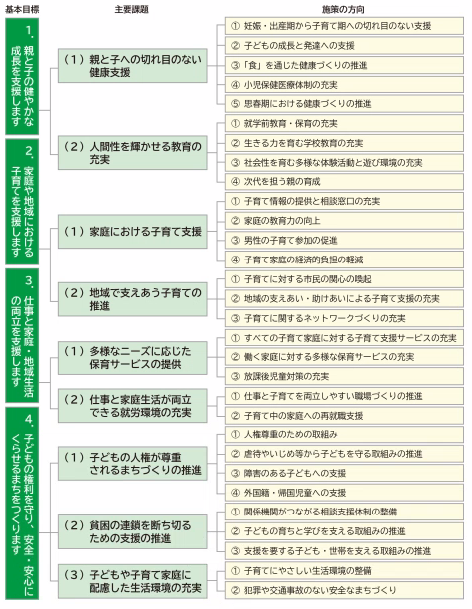 基本目標 主要課題 施策の方向
1.親と子の健やかな
成長を支援します
(1)親と子への切れ目のない
健康支援
① 妊娠・出産期から子育て期への切れ目のない支援
② 子どもの成長と発達への支援
③「食」を通じた健康づくりの推進
④ 小児保健医療体制の充実
⑤ 思春期における健康づくりの推進
(2)人間性を輝かせる教育の
充実
① 就学前教育・保育の充実
② 生きる力を育む学校教育の充実
③ 社会性を育む多様な体験活動と遊び環境の充実
④ 次代を担う親の育成
2.家庭や地域における
子育てを支援します
(1)家庭における子育て支援
① 子育て情報の提供と相談窓口の充実
② 家庭の教育力の向上
③ 男性の子育て参加の促進
④ 子育て家庭の経済的負担の軽減
(2)地域で支えあう子育ての
推進
① 子育てに対する市民の関心の喚起
② 地域の支えあい・助けあいによる子育て支援の充実
③ 子育てに関するネットワークづくりの充実
3.仕事と家庭・地域生活
の両立を支援します
(1)多様なニーズに応じた
保育サービスの提供
① すべての子育て家庭に対する子育て支援サービスの充実
② 働く家庭に対する多様な保育サービスの充実
③ 放課後児童対策の充実
(2)仕事と家庭生活が両立
できる就労環境の充実
① 仕事と子育てを両立しやすい職場づくりの推進
② 子育て中の家庭への再就職支援
4.子どもの権利を守り、安全・安心に
くらせるまちをつくります
(1)子どもの人権が尊重
されるまちづくりの推進
① 人権尊重のための取組み
② 虐待やいじめ等から子どもを守る取組みの推進
③ 障害のある子どもへの支援
④ 外国籍・帰国児童への支援
(2)貧困の連鎖を断ち切る
ための支援の推進
① 関係機関がつながる相談支援体制の整備
② 子どもの育ちと学びを支える取組みの推進
③ 支援を要する子ども・世帯を支える取組みの推進
(3)子どもや子育て家庭に
配慮した生活環境の充実
① 子育てにやさしい生活環境の整備
② 犯罪や交通事故のない安全なまちづくり